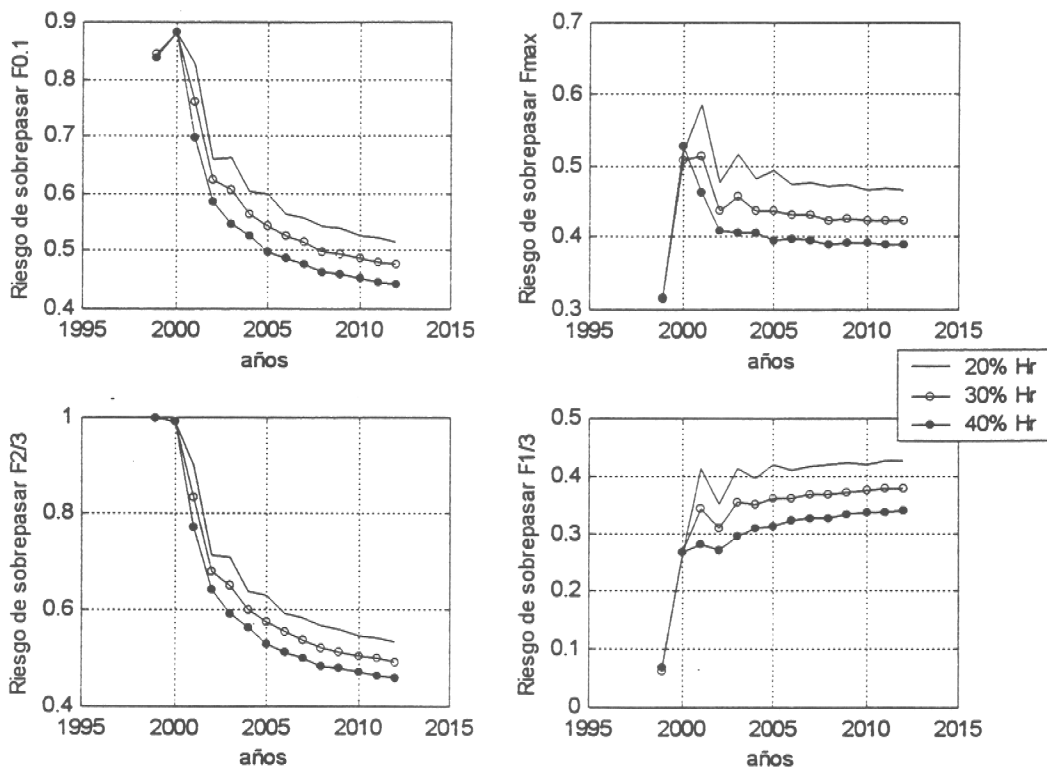 Riesgo de sobrepasar F0.1
0.9
0.8
0.7
0.6
0.5
0.4
1995 2000 2005 2010 2015
años
Riesgo de sobrepasar Fmax
0.7
0.6
0.5
0.4
0.3
1995 2000 2005 2010 2015
años
20% Hr
30% Hr
40% Hr
Riesgo de sobrepasar F2/3
1
0.8
0.6
0.4
1995 2000 2005 2010 2015
años
Riesgo de sobrepasar F1/3
0.5
0.4
0.3
0.2
0.1
0
1995 2000 2005 2010 2015
años